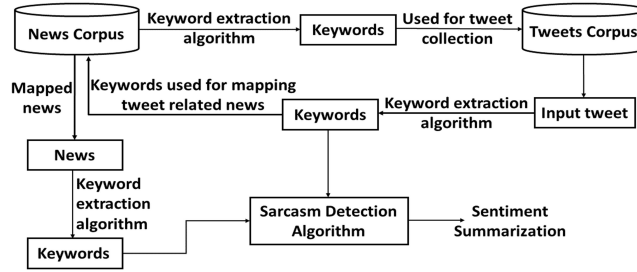 News Corpus
Keyword extraction
algorithm
Keywords
Used for tweet
collection
Tweets Corpus
Mapped
news
Keywords used for mapping
tweet related news
Keywords
Keyword extraction
algorithm
Input tweet
News
Keyword
extraction
algorithm
Keywords
Sarcasm Detection
Algorithm
Sentiment
Summarization